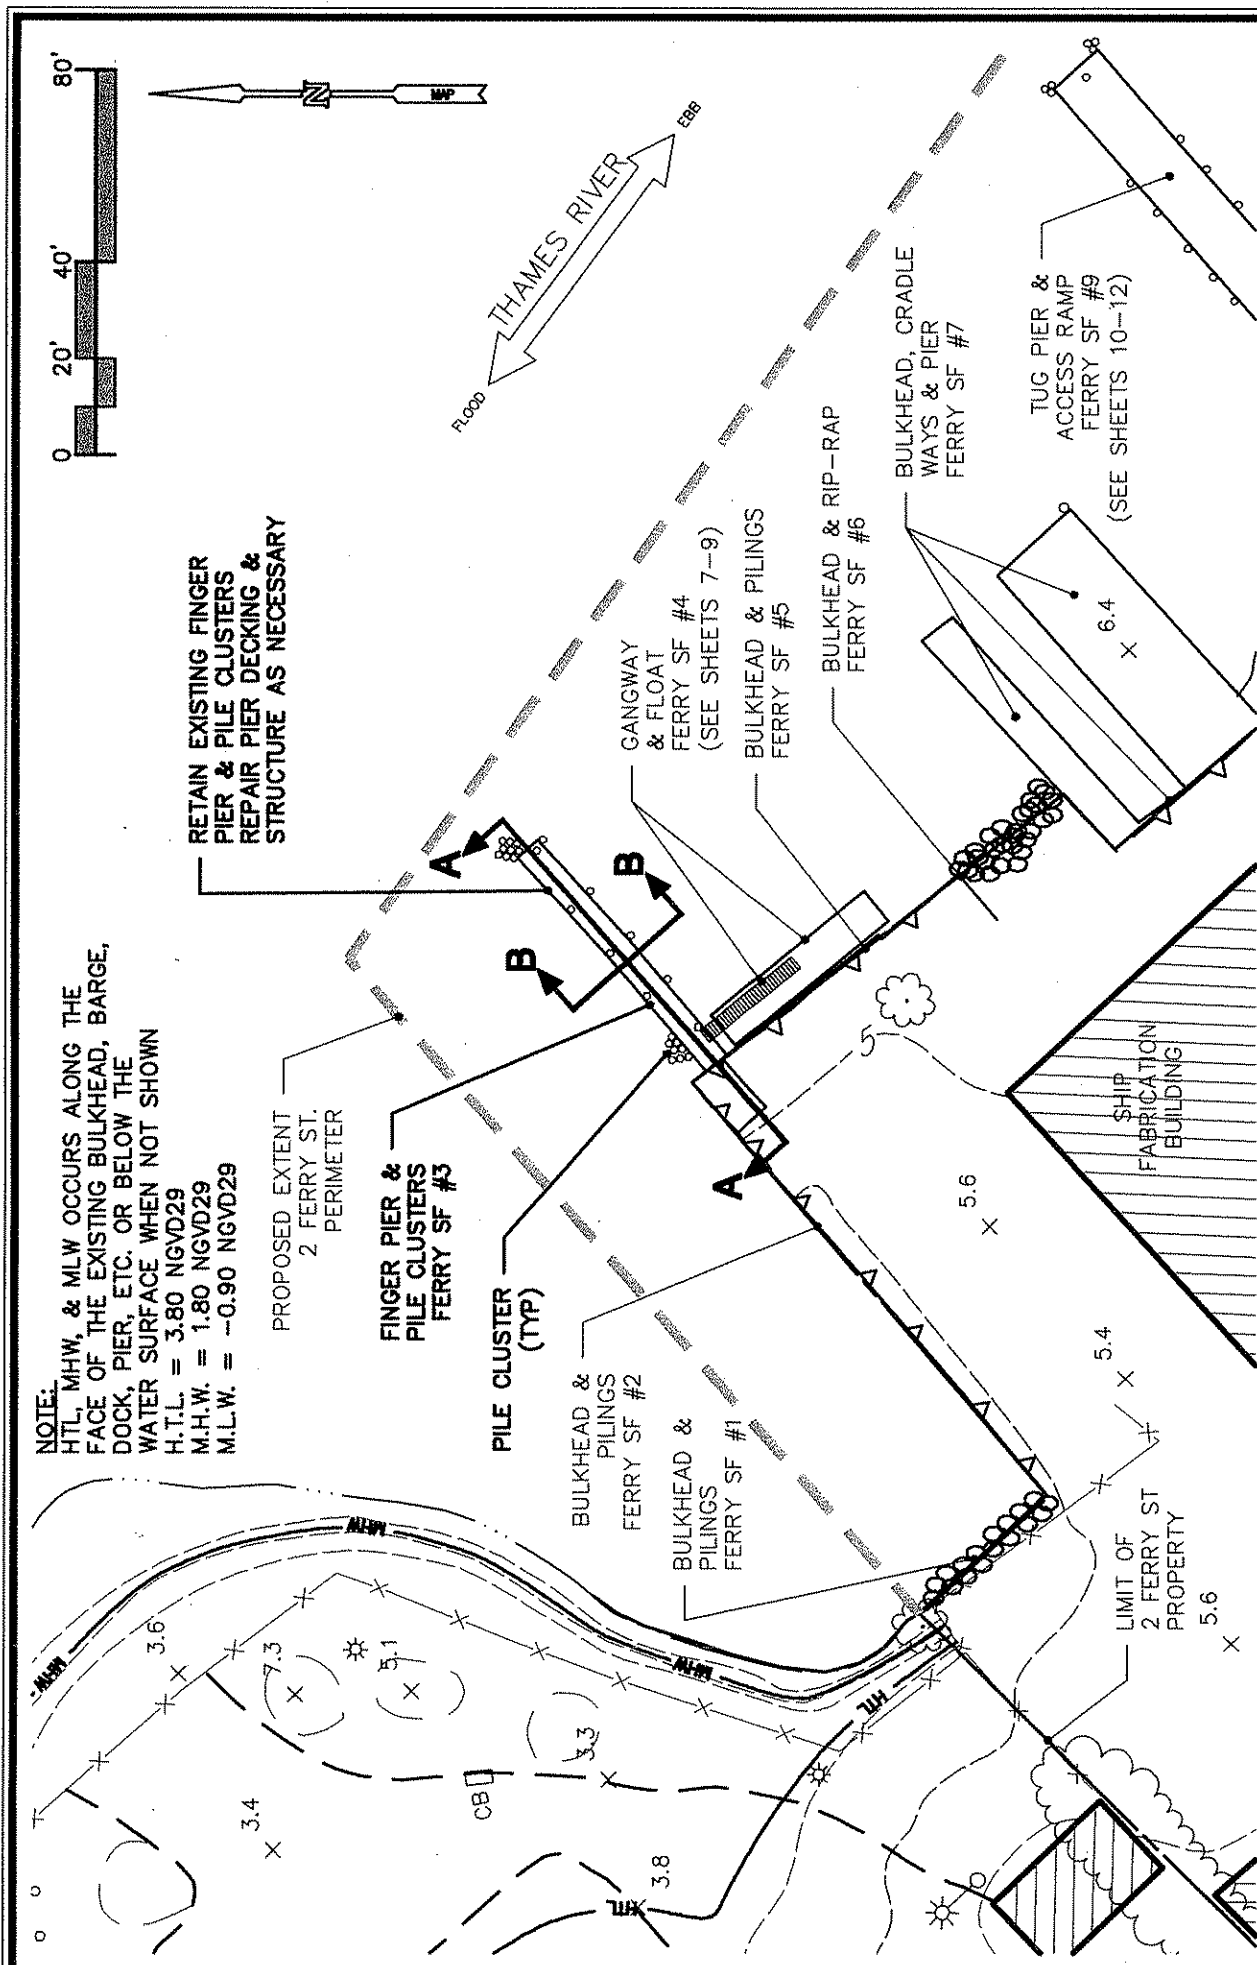 NOTE:
HTL, MHW, & MLW OCCURS ALONG THE
FACE OF THE EXISTING BULKHEAD, BARGE,
DOCK, PIER, ETC. OR BELOW THE
WATER SURFACE WHEN NOT SHOWN
H.T.L. = 3.80 NGVD29
M.H.W. = 1.80 NGVD29
M.L.W. = -0.90 NGVD29
0
20'
40'
80'
N
MAP
RETAIN EXISTING FINGER
PIER & PILE CLUSTERS
REPAIR PIER DECKING &
STRUCTURE AS NECESSARY
PROPOSED EXTENT
2 FERRY ST.
PERIMETER
FINGER PIER &
PILE CLUSTERS
FERRY SF #3
PILE CLUSTER
(TYP)
BULKHEAD &
PILINGS
FERRY SF #2
BULKHEAD &
PILINGS
FERRY SF #1
FLOOD
THAMES RIVER
EBB
A
A
B
B
GANGWAY
& FLOAT
FERRY SF #4
(SEE SHEETS 7-9)
BULKHEAD & PILINGS
FERRY SF #5
BULKHEAD & RIP-RAP
FERRY SF #6
BULKHEAD, CRADLE
WAYS & PIER
FERRY SF #7
TUG PIER &
ACCESS RAMP
FERRY SF #9
(SEE SHEETS 10-12)
6.4
5
SHIP
FABRICATION
BUILDING
5.6
5.4
LIMIT OF
2 FERRY ST
PROPERTY
5.6
MHW
MHW
MHW
HTL
HTL
3.6
7.3
5.1
3.3
3.4
CB
3.8